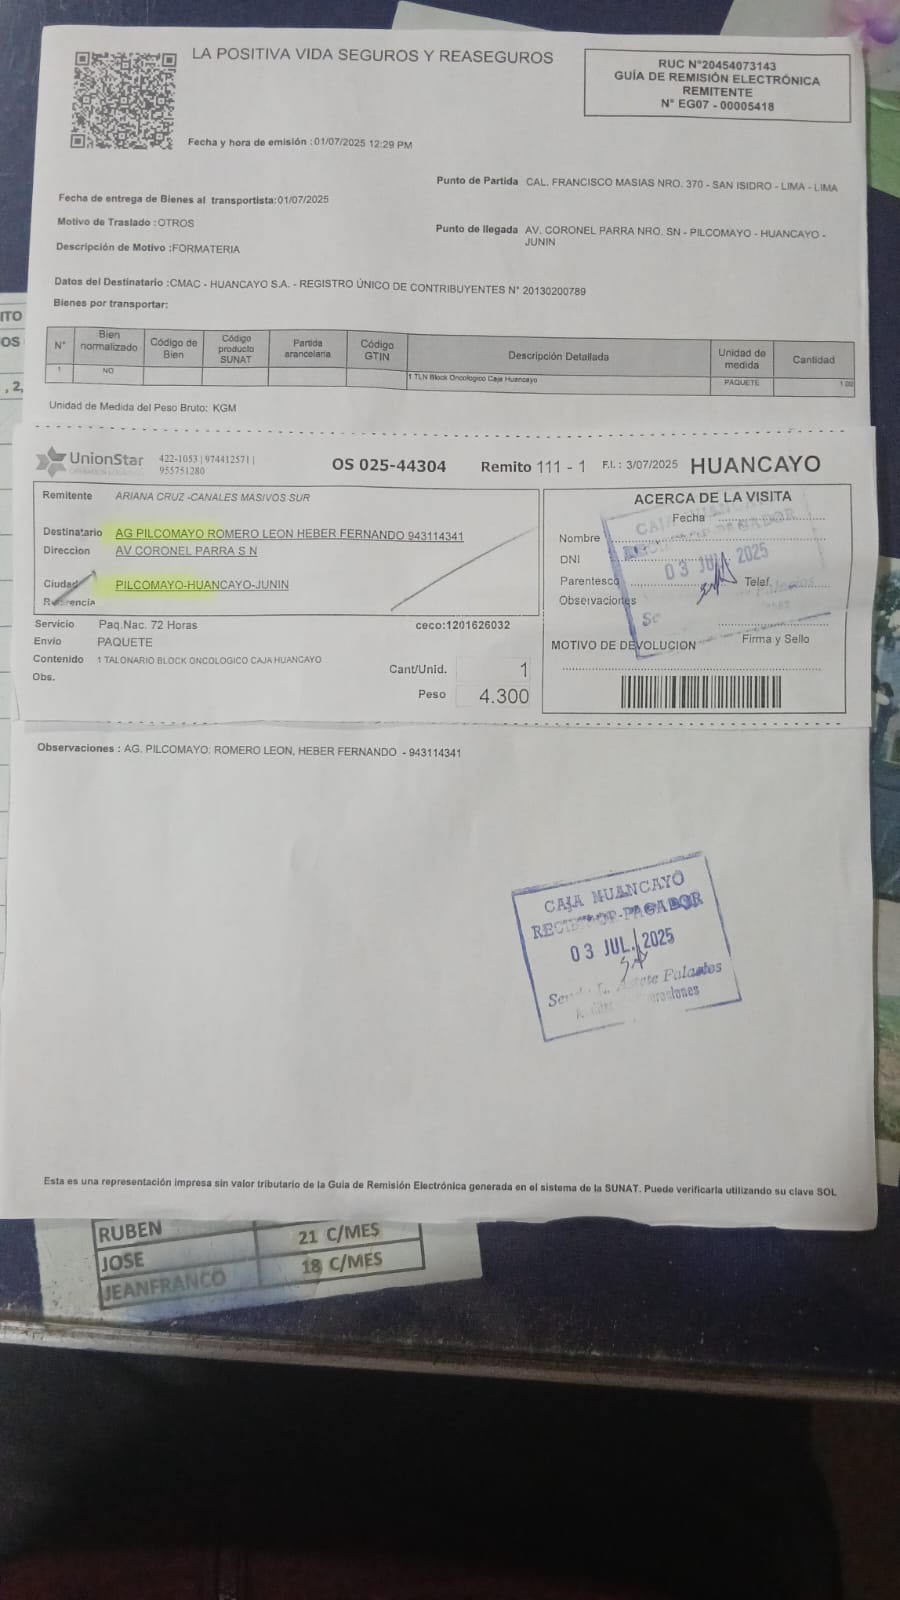 LA POSITIVA VIDA SEGUROS Y REASEGUROS
RUC N°20454073143
GUÍA DE REMISIÓN ELECTRÓNICA
REMITENTE
N° EG07 - 00005418
Fecha y hora de emisión :01/07/2025 12:29 PM
Punto de Partida CAL. FRANCISCO MASIAS NRO. 370 - SAN ISIDRO - LIMA - LIMA
Fecha de entrega de Bienes al transportista:01/07/2025
Motivo de Traslado :OTROS
Punto de llegada AV. CORONEL PARRA NRO. SN - PILCOMAYO - HUANCAYO -
JUNIN
Descripción de Motivo :FORMATERIA
Datos del Destinatario :CMAC - HUANCAYO S.A. - REGISTRO ÚNICO DE CONTRIBUYENTES N° 20130200789
Bienes por transportar:
N° Bien normalizado Código de Bien Código producto SUNAT Partida arancelaria Código GTIN Descripción Detallada Unidad de medida Cantidad
1 NO 1 TLN Block Oncologico Caja Huancayo PAQUETE 1.00
Unidad de Medida del Peso Bruto: KGM
UnionStar 422-1053 | 974412571 |
955751280
OS 025-44304 Remito 111 - 1 F.I.: 3/07/2025 HUANCAYO
Remitente ARIANA CRUZ -CANALES MASIVOS SUR
Destinatario AG PILCOMAYO ROMERO LEON HEBER FERNANDO 943114341
Direccion AV CORONEL PARRA S N
Ciudad PILCOMAYO-HUANCAYO-JUNIN
Referencia
ACERCA DE LA VISITA
Fecha
Nombre
DNI
Parentesco Telef.
Observaciones
03 JUL 2025
Servicio Paq.Nac. 72 Horas ceco:1201626032
Envío PAQUETE
Contenido 1 TALONARIO BLOCK ONCOLOGICO CAJA HUANCAYO
Obs.
Cant/Unid. 1
Peso 4.300
MOTIVO DE DEVOLUCION Firma y Sello
Observaciones : AG. PILCOMAYO: ROMERO LEON, HEBER FERNANDO - 943114341
CAJA HUANCAYO
RECIBIDOR-PAGADOR
03 JUL. 2025
Palastos
Esta es una representación impresa sin valor tributario de la Guía de Remisión Electrónica generada en el sistema de la SUNAT. Puede verificarla utilizando su clave SOL
RUBEN 21 C/MES
JOSE 18 C/MES
JEANFRANCO